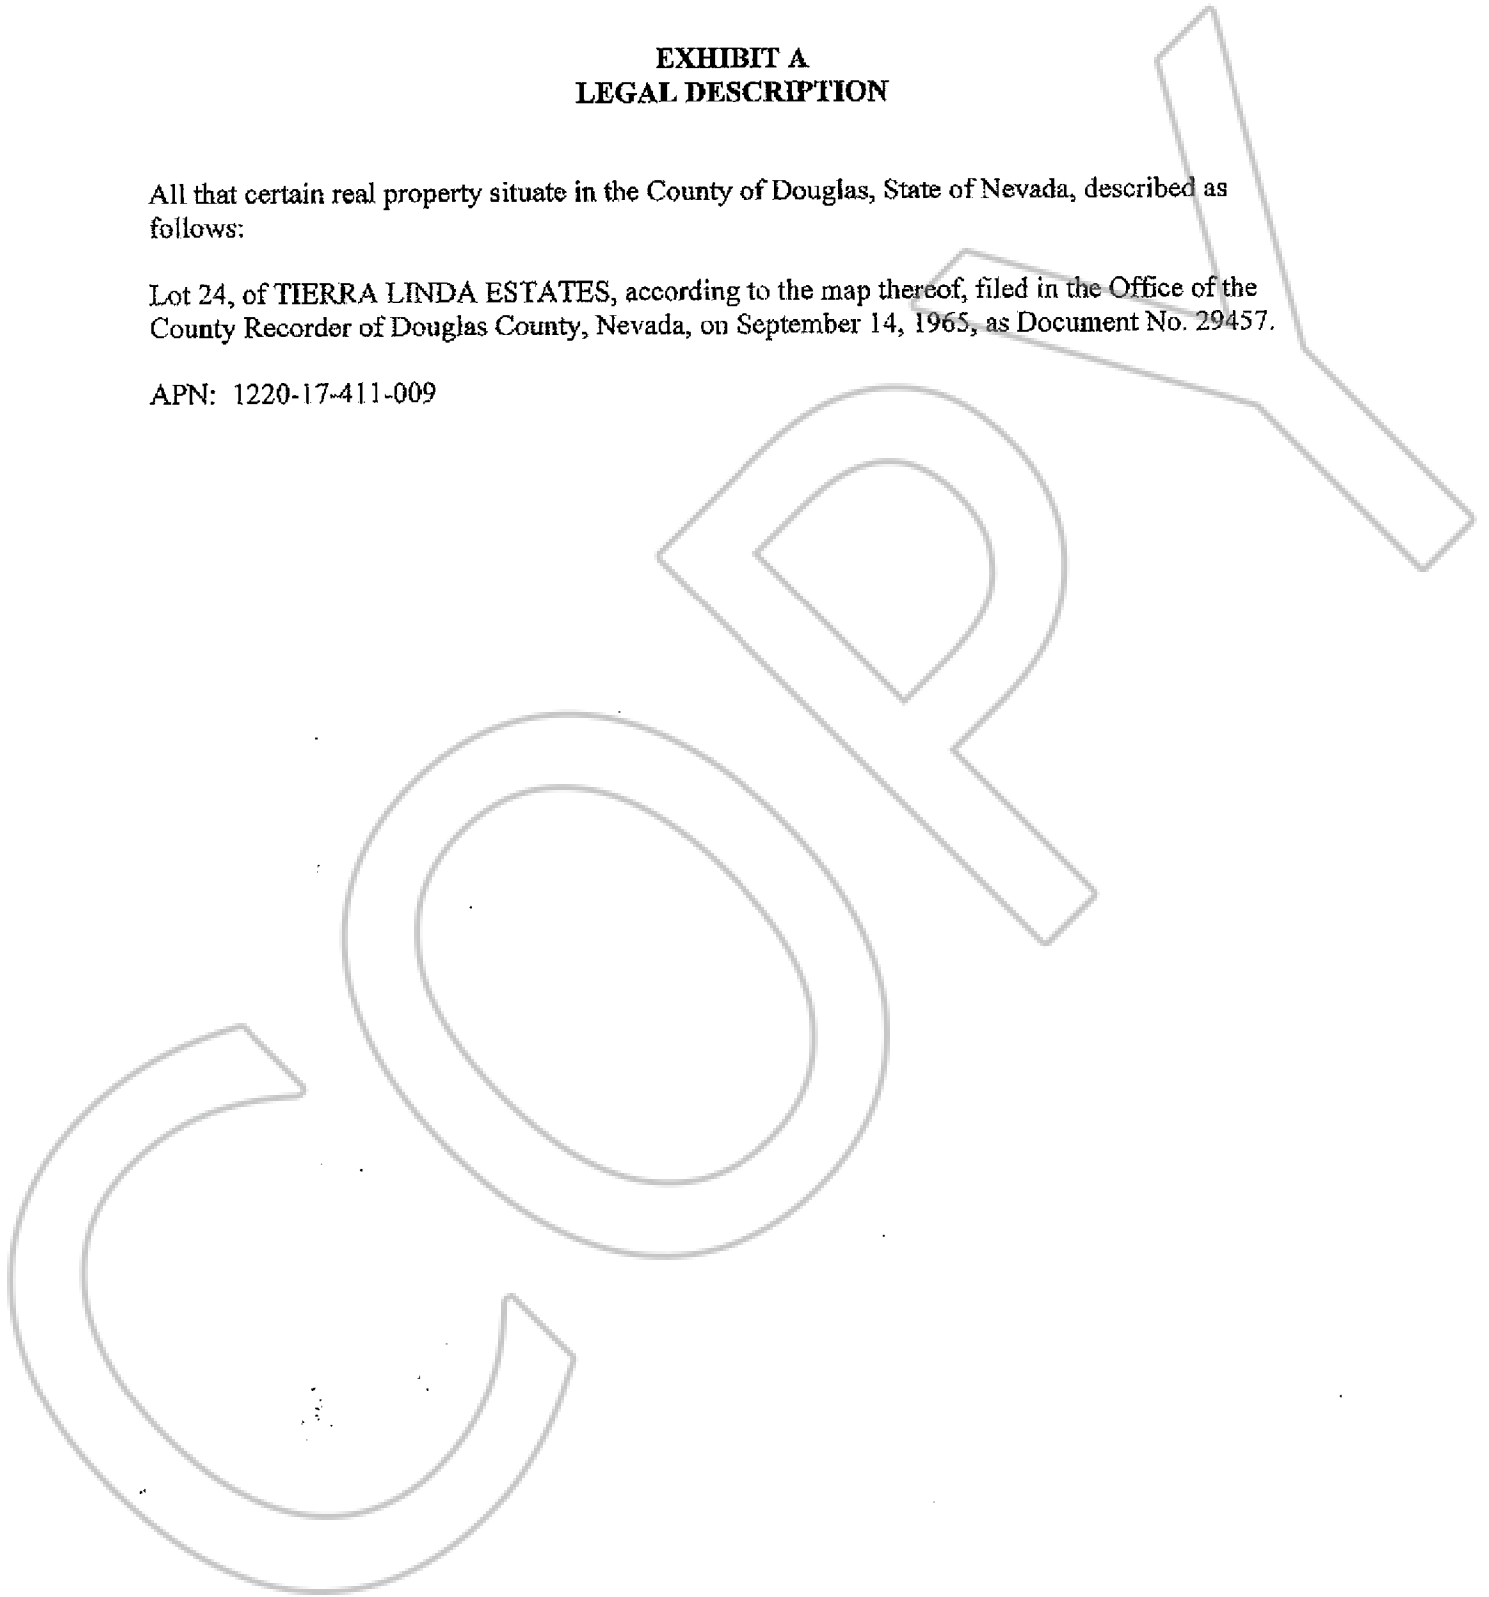 EXHIBIT A
LEGAL DESCRIPTION
All that certain real property situate in the County of Douglas, State of Nevada, described as
follows:
Lot 24, of TIERRA LINDA ESTATES, according to the map thereof, filed in the Office of the
County Recorder of Douglas County, Nevada, on September 14, 1965, as Document No. 29457.
APN: 1220-17-411-009
COPY